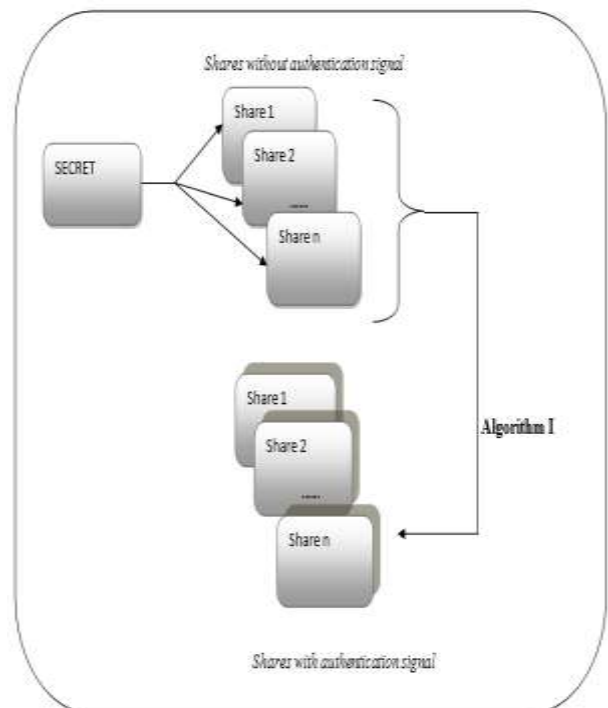 Shares without authentication signal
Share 1
SECRET
Share 2
......
Share n
Share 1
Algorithm I
Share 2
......
Share n
Shares with authentication signal